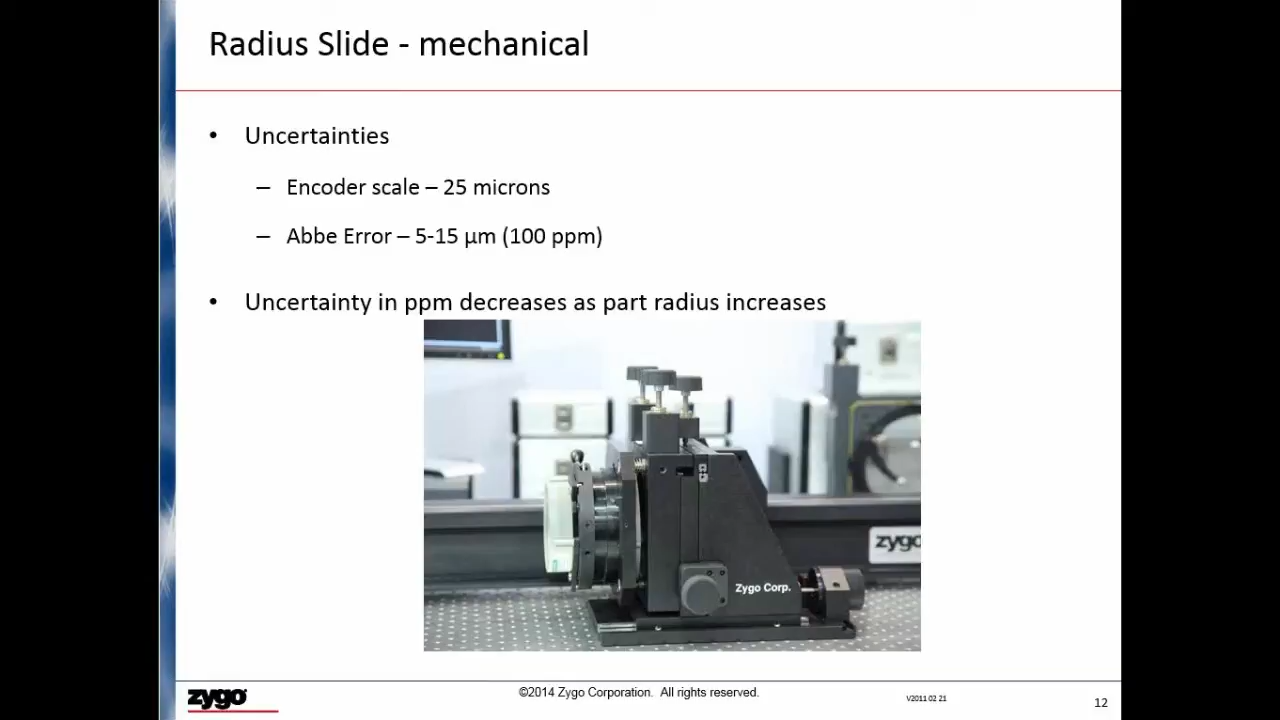 Radius Slide - mechanical
• Uncertainties
– Encoder scale – 25 microns
– Abbe Error – 5-15 µm (100 ppm)
• Uncertainty in ppm decreases as part radius increases
zygo
Zygo Corp.
zygo
©2014 Zygo Corporation. All rights reserved.
V2011 02 21
12